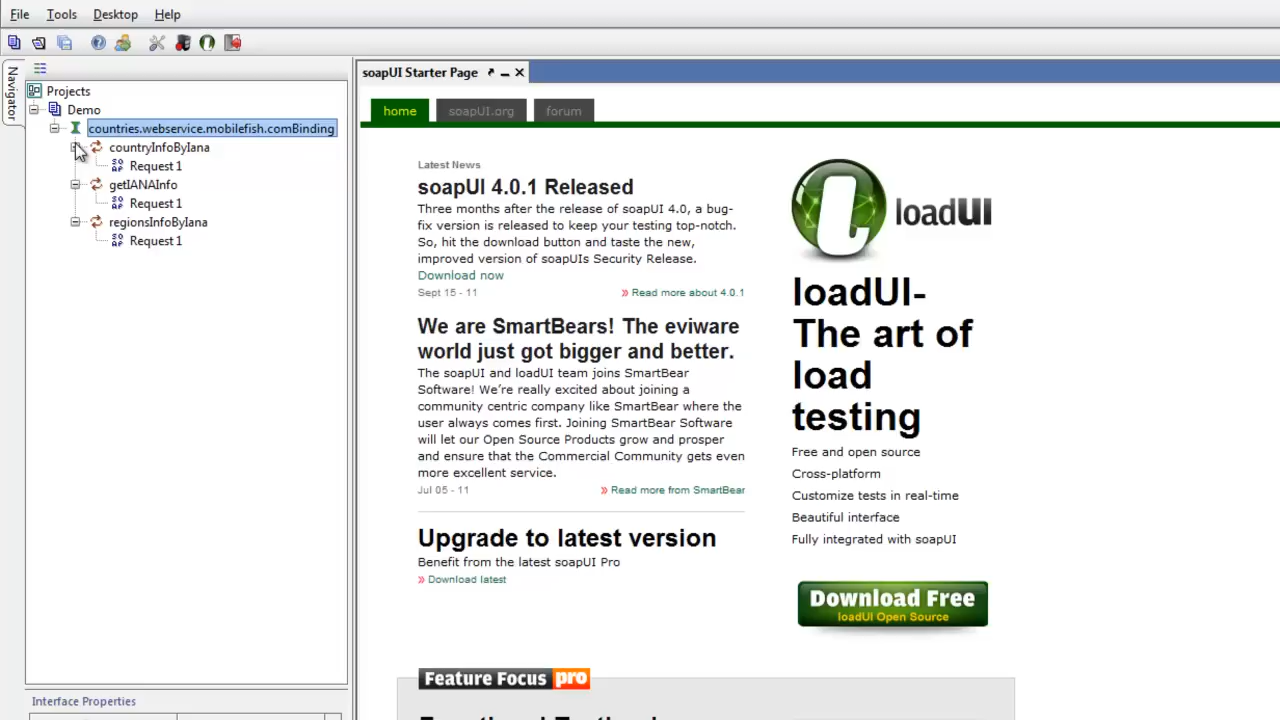 File Tools Desktop Help
Navigator
Projects
Demo
countries.webservice.mobilefish.comBinding
countryInfoByIana
Request 1
getIANAInfo
Request 1
regionsInfoByIana
Request 1
Interface Properties
soapUI Starter Page
home soapUI.org forum
Latest News
soapUI 4.0.1 Released
Three months after the release of soapUI 4.0, a bug-
fix version is released to keep your testing top-notch.
So, hit the download button and taste the new,
improved version of soapUIs Security Release.
Download now
Sept 15 - 11 » Read more about 4.0.1
We are SmartBears! The eviware
world just got bigger and better.
The soapUI and loadUI team joins SmartBear
Software! We're really excited about joining a
community centric company like SmartBear where the
user always comes first. Joining SmartBear Software
will let our Open Source Products grow and prosper
and ensure that the Commercial Community gets even
more excellent service.
Jul 05 - 11 » Read more from SmartBear
Upgrade to latest version
Benefit from the latest soapUI Pro
» Download latest
loadUI
loadUI-
The art of
load
testing
Free and open source
Cross-platform
Customize tests in real-time
Beautiful interface
Fully integrated with soapUI
Download Free
loadUI Open Source
Feature Focus pro